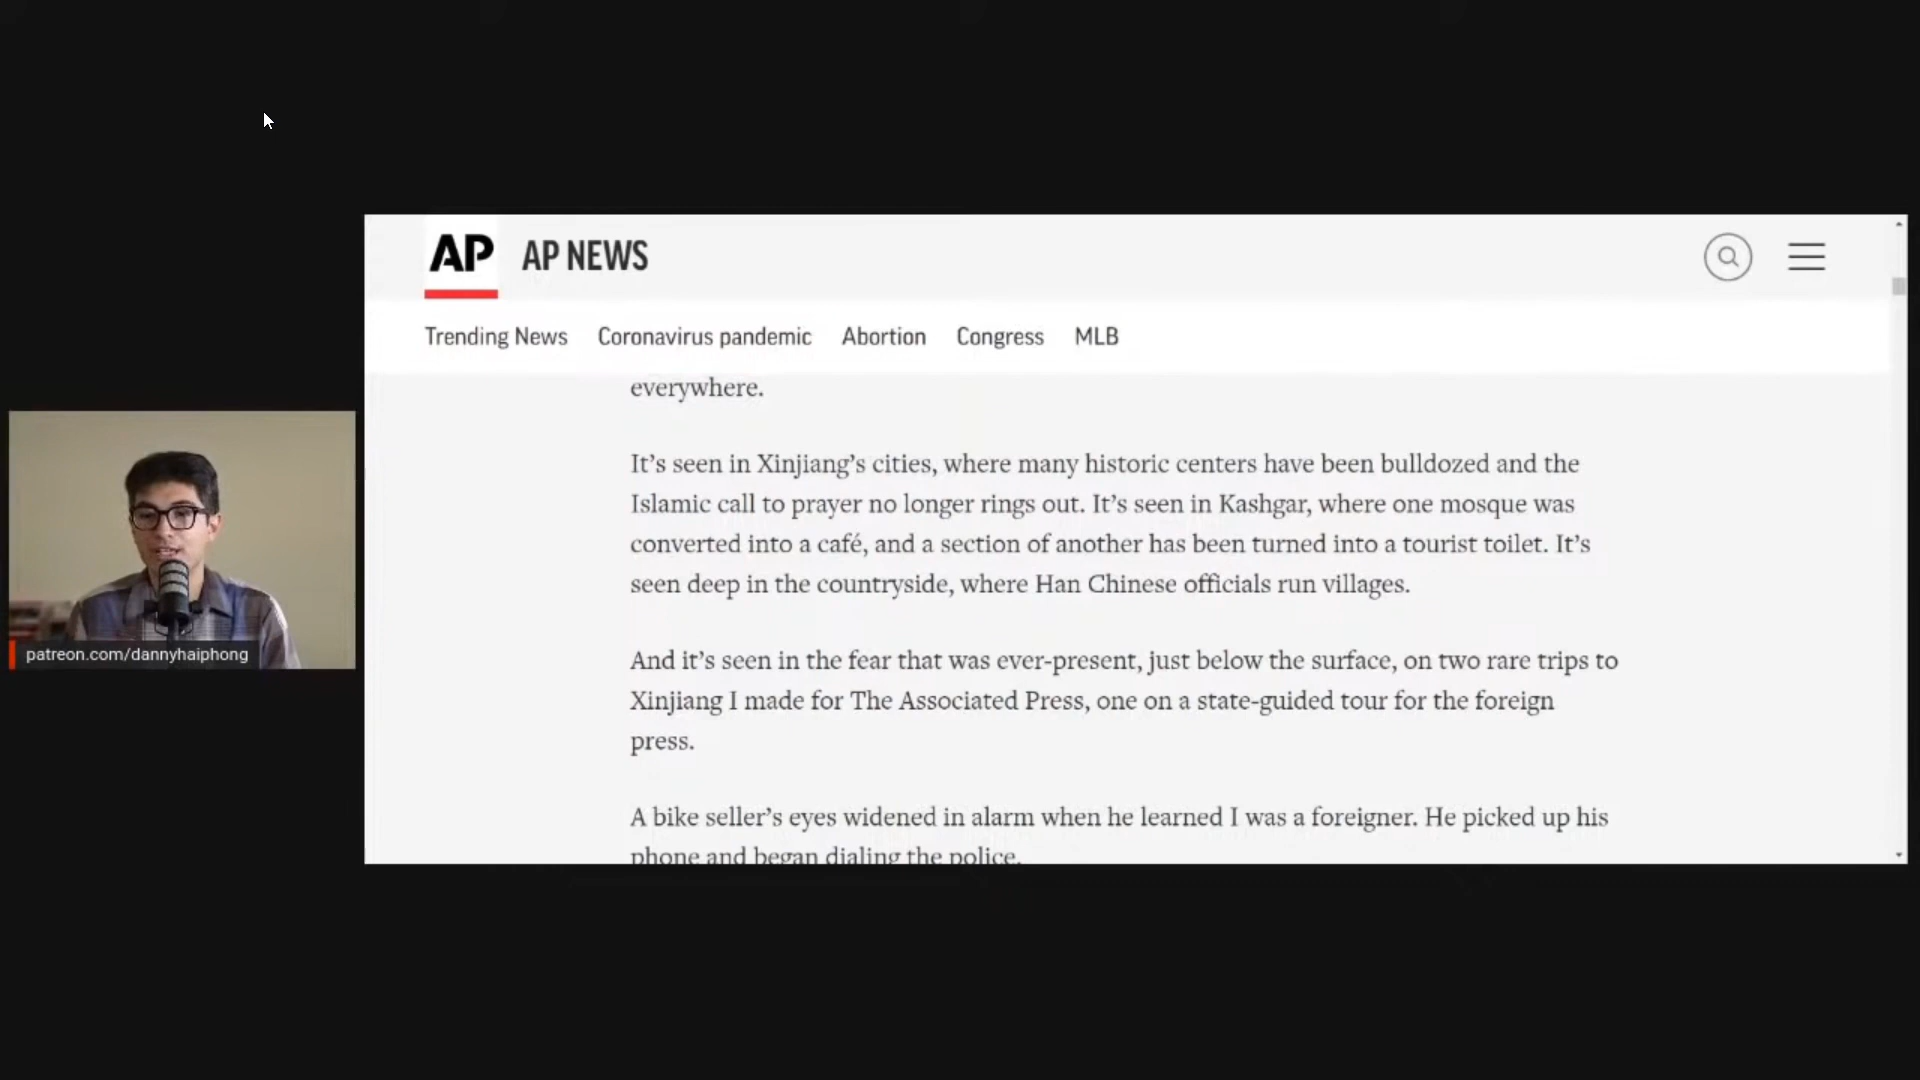 AP AP NEWS
Trending News Coronavirus pandemic Abortion Congress MLB
everywhere.
It’s seen in Xinjiang’s cities, where many historic centers have been bulldozed and the
Islamic call to prayer no longer rings out. It’s seen in Kashgar, where one mosque was
converted into a café, and a section of another has been turned into a tourist toilet. It’s
seen deep in the countryside, where Han Chinese officials run villages.
And it’s seen in the fear that was ever-present, just below the surface, on two rare trips to
Xinjiang I made for The Associated Press, one on a state-guided tour for the foreign
press.
A bike seller’s eyes widened in alarm when he learned I was a foreigner. He picked up his
phone and began dialing the police.
patreon.com/dannyhaiphong